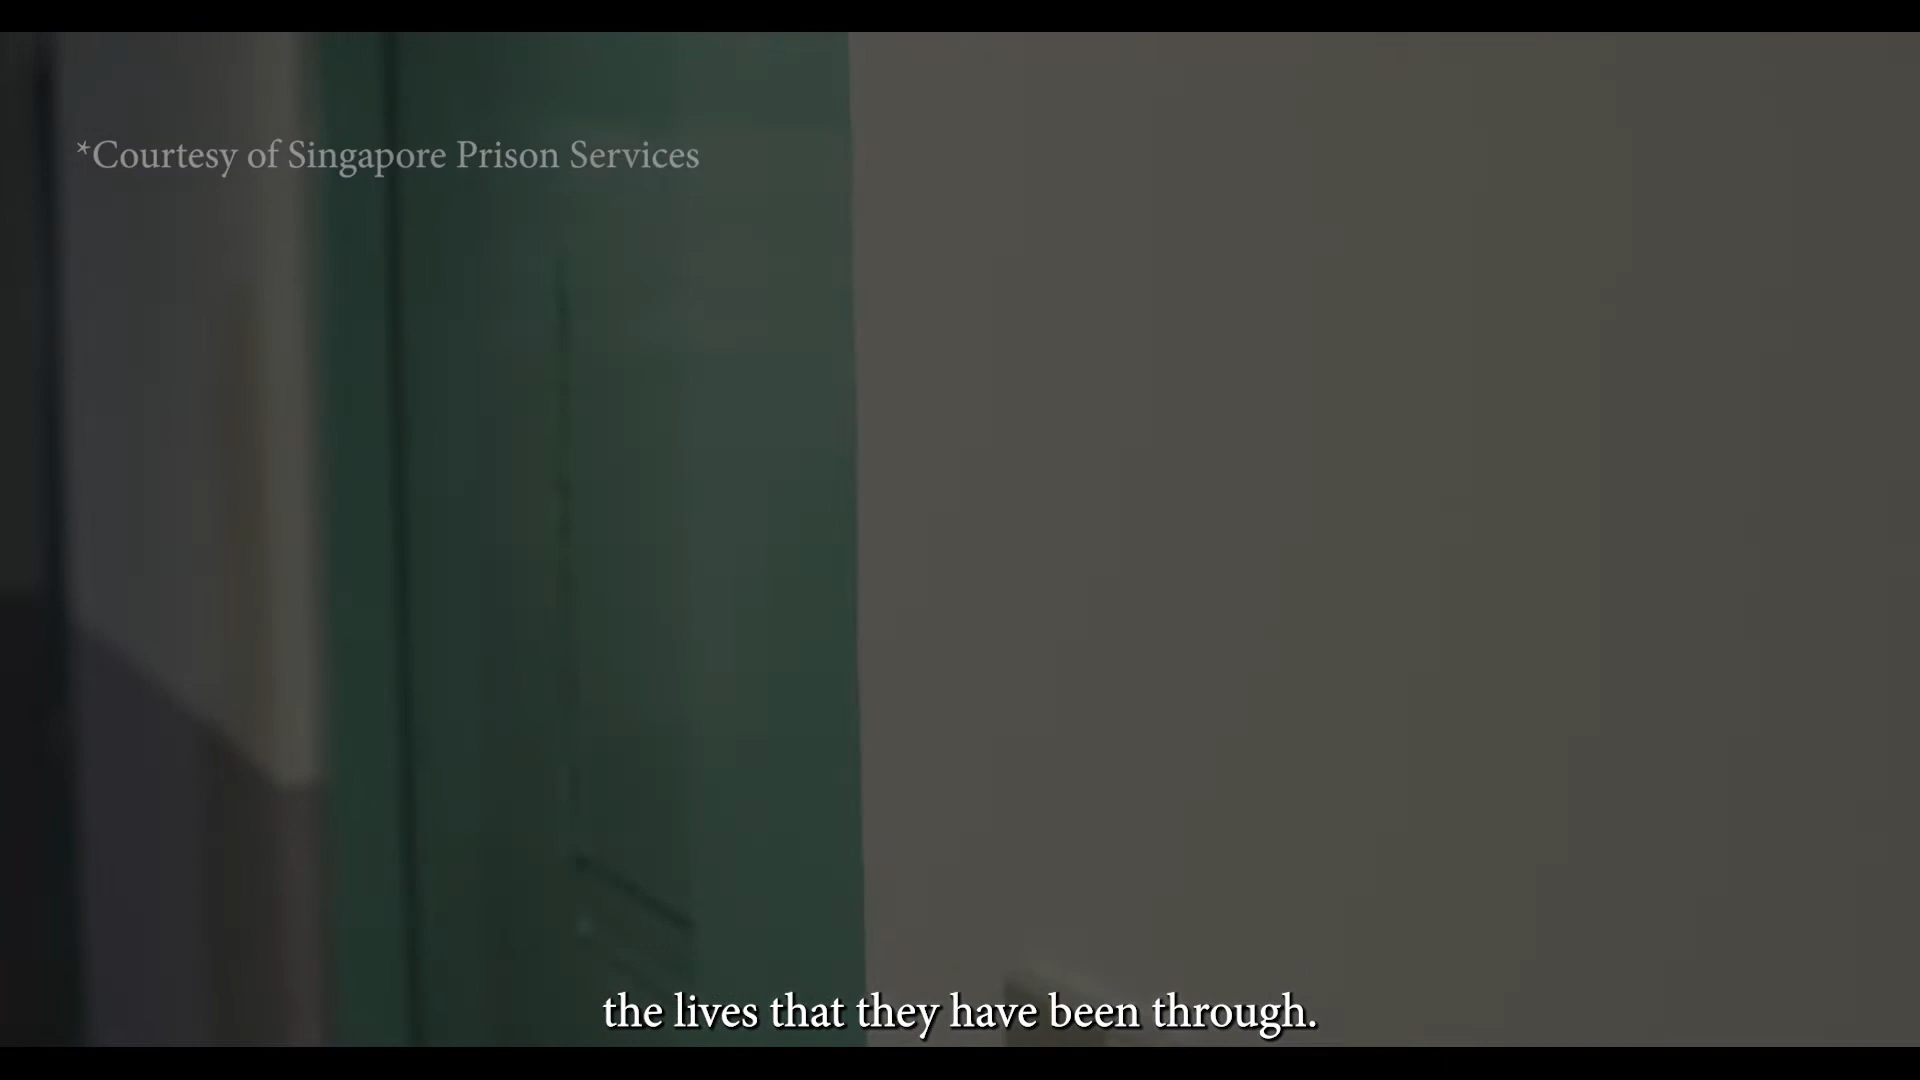 *Courtesy of Singapore Prison Services
the lives that they have been through.